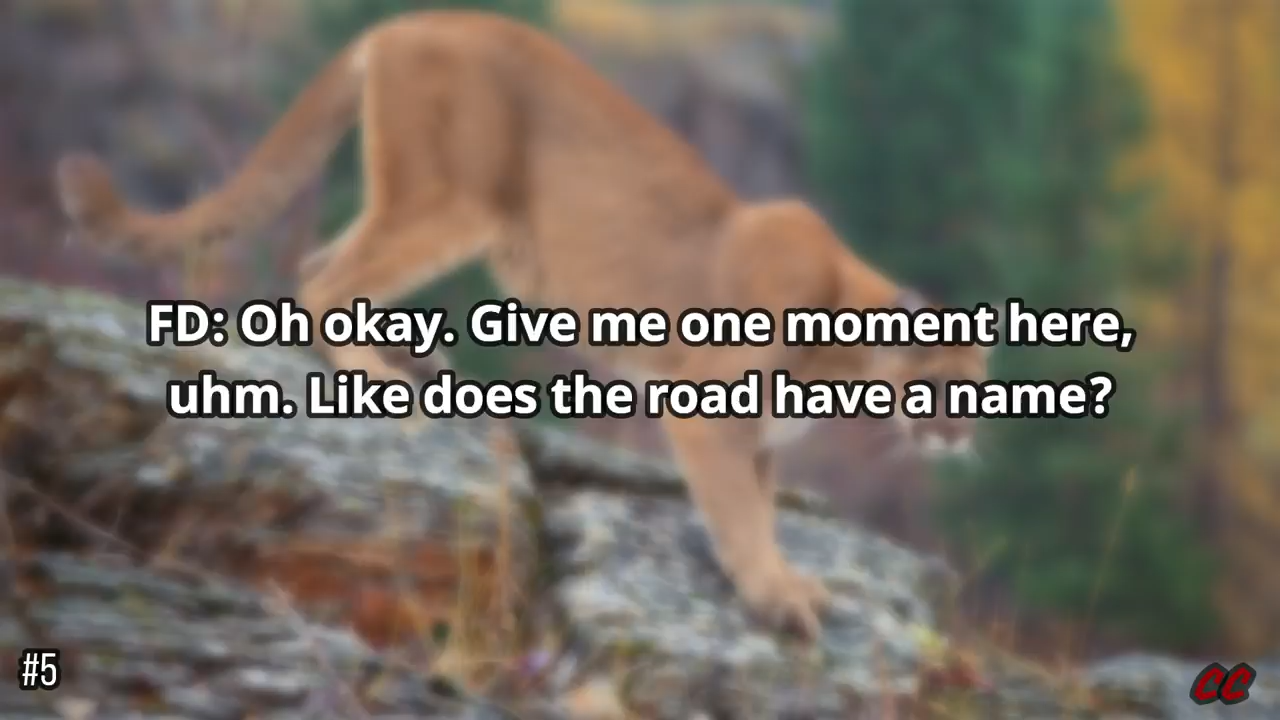 FD: Oh okay. Give me one moment here,
uhm. Like does the road have a name?
#5
CC